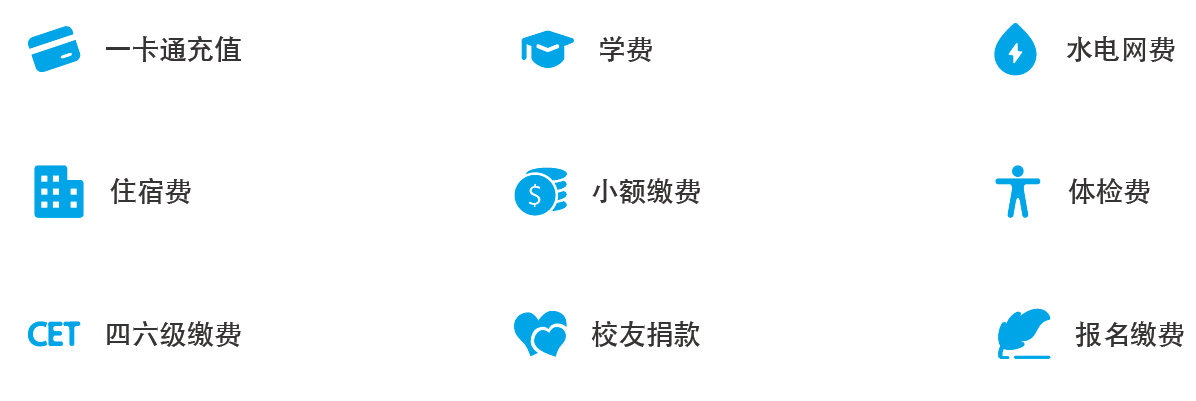 一卡通充值
学费
水电网费
住宿费
$
小额缴费
体检费
CET
四六级缴费
校友捐款
报名缴费